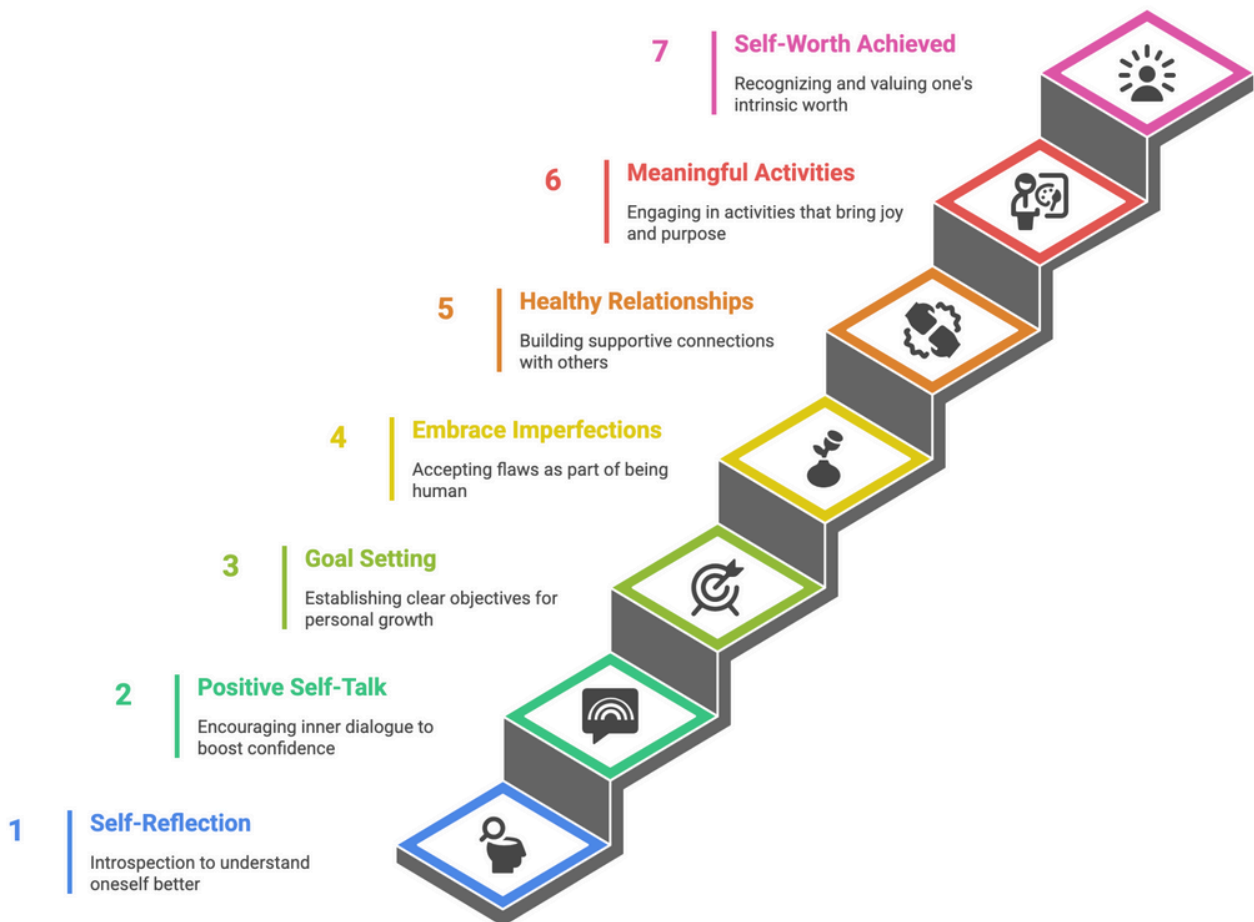 7
Self-Worth Achieved
Recognizing and valuing one's
intrinsic worth
6
Meaningful Activities
Engaging in activities that bring joy
and purpose
5
Healthy Relationships
Building supportive connections
with others
4
Embrace Imperfections
Accepting flaws as part of being
human
3
Goal Setting
Establishing clear objectives for
personal growth
2
Positive Self-Talk
Encouraging inner dialogue to
boost confidence
1
Self-Reflection
Introspection to understand
oneself better